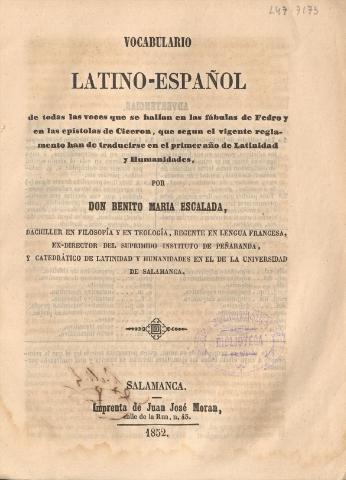 L47 7173
VOCABULARIO
LATINO-ESPAÑOL
de todas las voces que se hallan en las fábulas de Fedro y
en las epístolas de Ciceron, que segun el vigente regla-
mento han de traducirse en el primer año de Latinidad
y Humanidades,
POR
DON BENITO MARIA ESCALADA,
BACHILLER EN FILOSOFÍA Y EN TEOLOGÍA, REGENTE EN LENGUA FRANCESA,
EX-DIRECTOR DEL SUPRIMIDO INSTITUTO DE PEÑARANDA,
Y CATEDRÁTICO DE LATINIDAD Y HUMANIDADES EN EL DE LA UNIVERSIDAD
DE SALAMANCA.
BIBLIOTECA
SALAMANCA.
Imprenta de Juan José Moran,
calle de la Rua, n. 45.
1852.